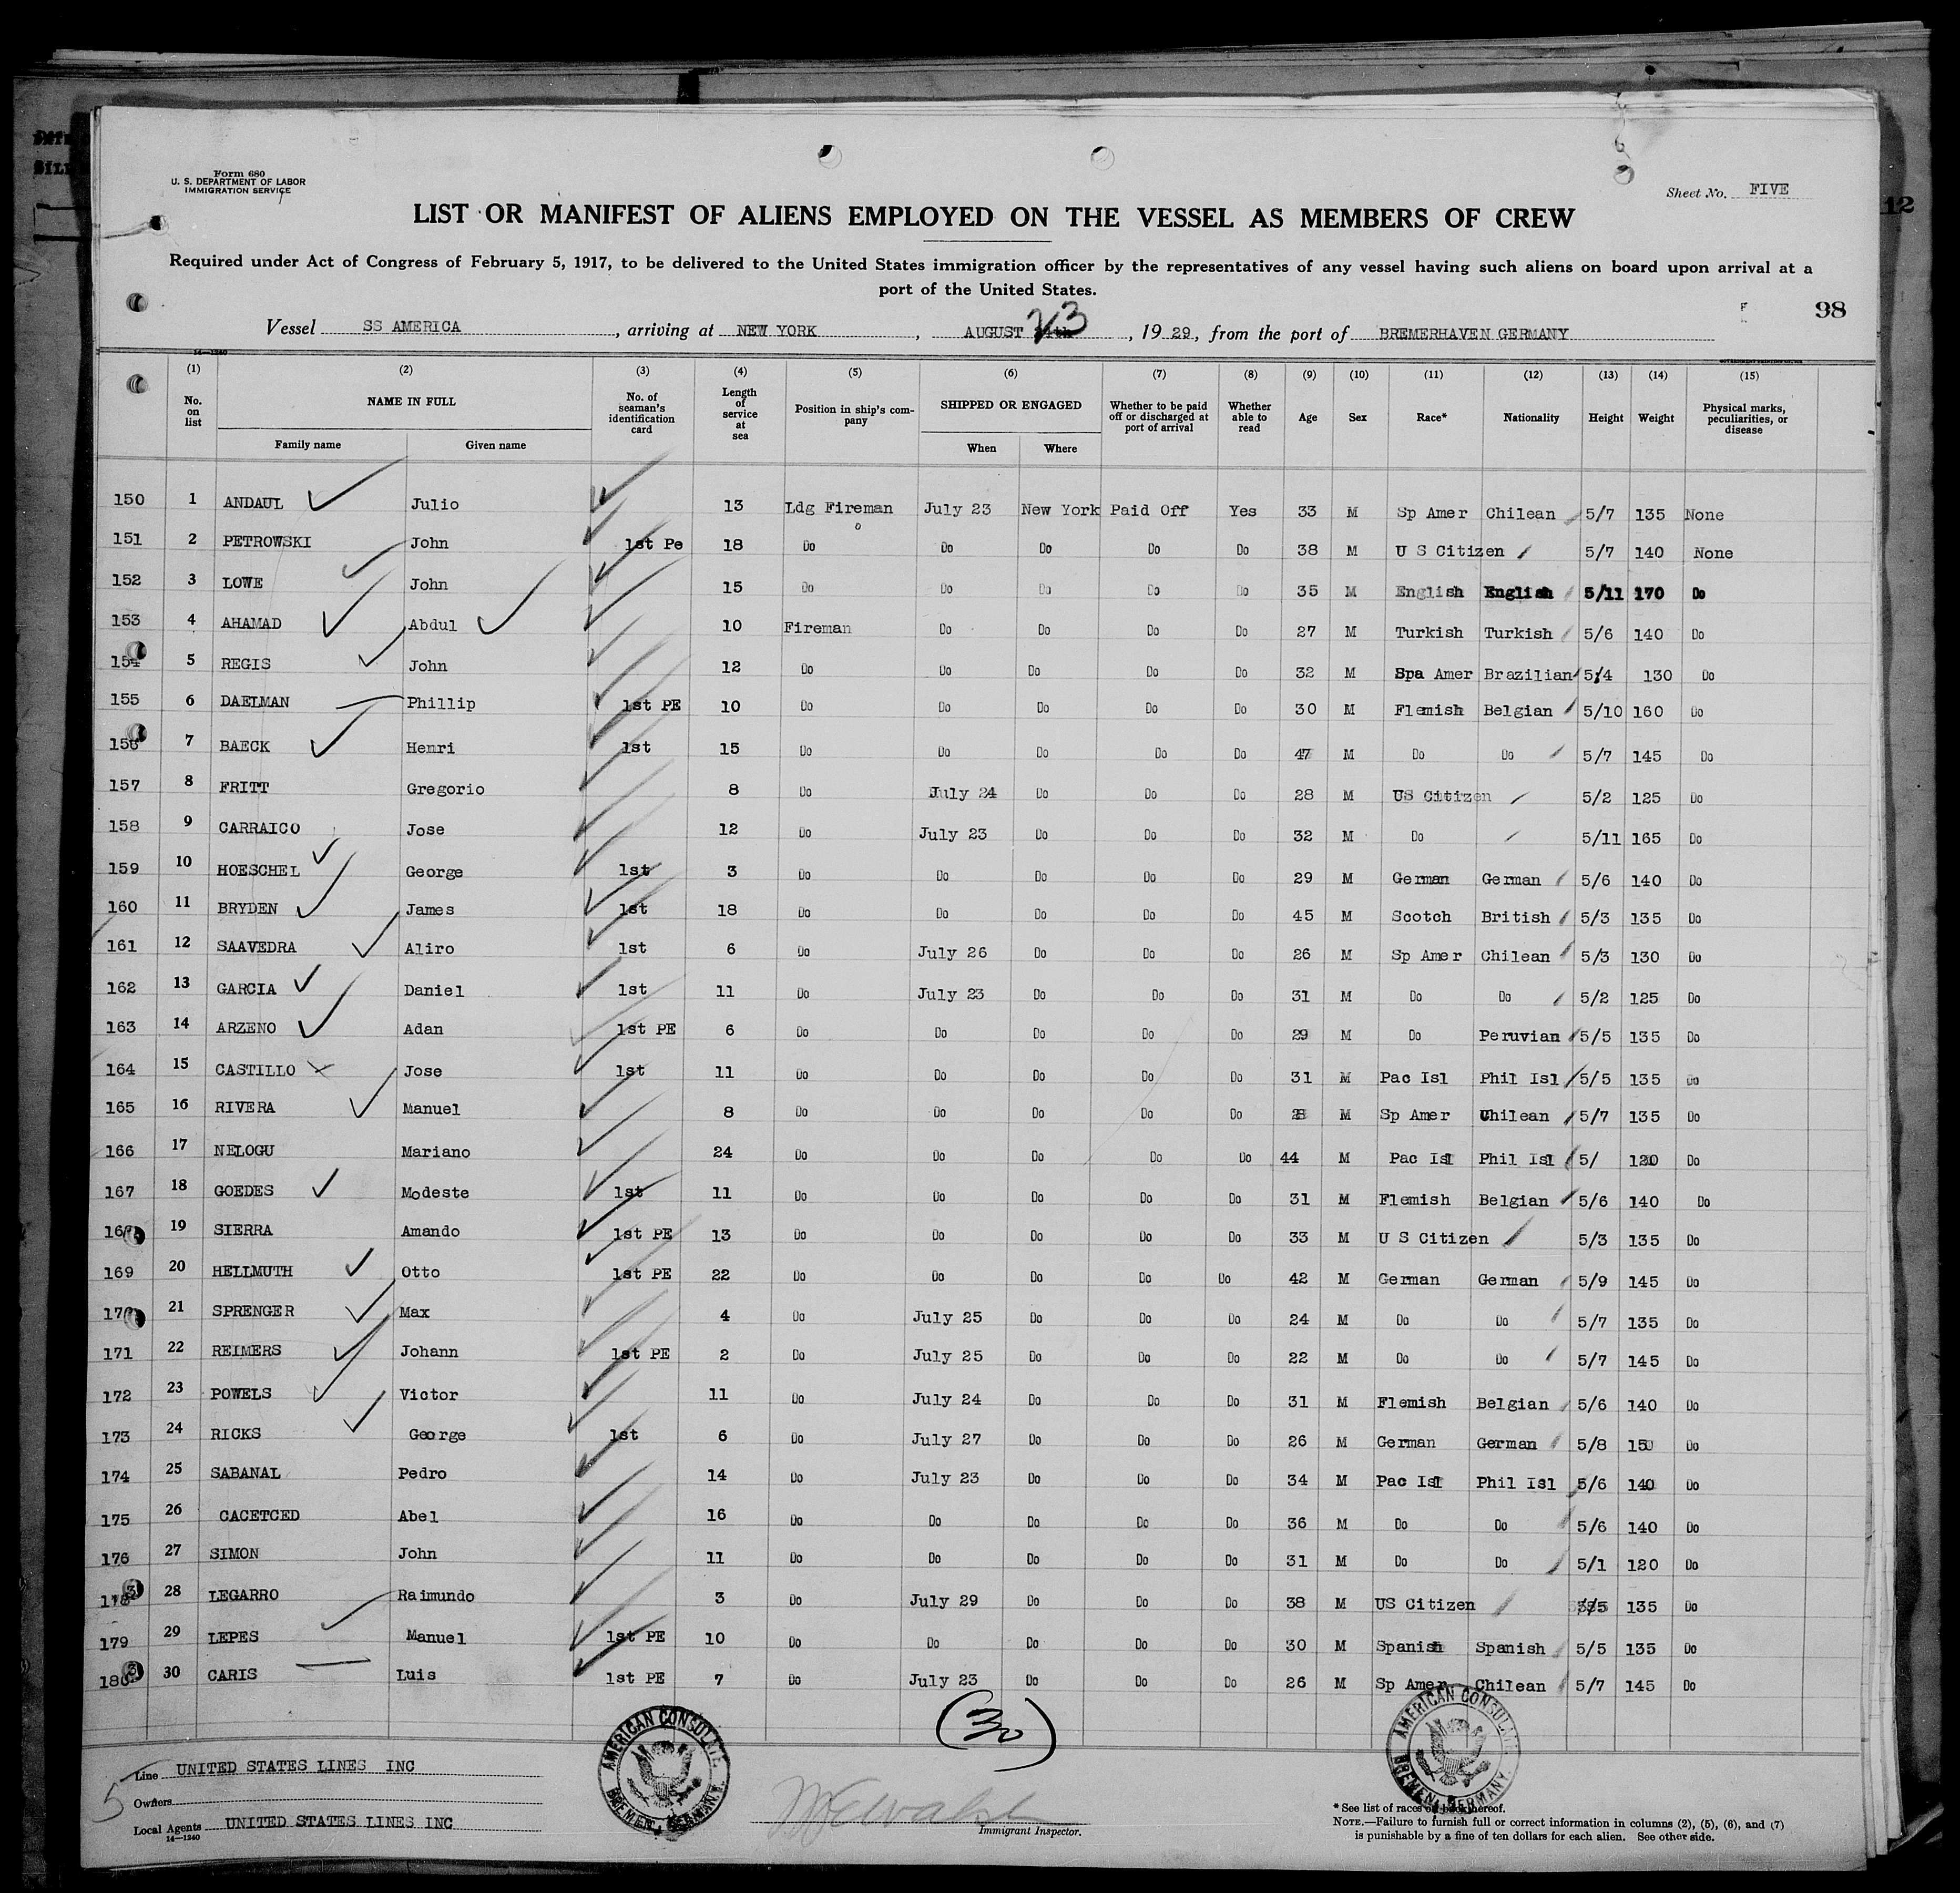 Form 680
U. S. DEPARTMENT OF LABOR
IMMIGRATION SERVICE
Sheet No. FIVE
LIST OR MANIFEST OF ALIENS EMPLOYED ON THE VESSEL AS MEMBERS OF CREW
12
Required under Act of Congress of February 5, 1917, to be delivered to the United States immigration officer by the representatives of any vessel having such aliens on board upon arrival at a
port of the United States.
98
Vessel SS AMERICA, arriving at NEW YORK, AUGUST 23, 1929, from the port of BREMERHAVEN GERMANY
14—1240
(1) (2) (3) (4) (5) (6) (7) (8) (9) (10) (11) (12) (13) (14) (15)
No. on list NAME IN FULL Family name Given name No. of seaman's identification card Length of service at sea Position in ship's company SHIPPED OR ENGAGED When Where Whether to be paid off or discharged at port of arrival Whether able to read Age Sex Race* Nationality Height Weight Physical marks, peculiarities, or disease
150 1 ANDAUL Julio 13 Ldg Fireman July 23 New York Paid Off Yes 33 M Sp Amer Chilean 5/7 135 None
151 2 PETROWSKI John 1st Pe 18 Do Do Do Do Do 38 M U S Citizen 5/7 140 None
152 3 LOWE John 15 Do Do Do Do Do 35 M English English 5/11 170 Do
153 4 AHAMAD Abdul 10 Fireman Do Do Do Do 27 M Turkish Turkish 5/6 140 Do
154 5 REGIS John 12 Do Do Do Do Do 32 M Spa Amer Brazilian 5/4 130 Do
155 6 DAELMAN Phillip 1st PE 10 Do Do Do Do Do 30 M Flemish Belgian 5/10 160 Do
156 7 BAECK Henri 1st 15 Do Do Do Do Do 47 M Do Do 5/7 145 Do
157 8 FRITT Gregorio 8 Do July 24 Do Do Do 28 M US Citizen 5/2 125 Do
158 9 CARRAICO Jose 12 Do July 23 Do Do Do 32 M Do 5/11 165 Do
159 10 HOESCHEL George 1st 3 Do Do Do Do Do 29 M German German 5/6 140 Do
160 11 BRYDEN James 1st 18 Do Do Do Do Do 45 M Scotch British 5/3 135 Do
161 12 SAAVEDRA Aliro 1st 6 Do July 26 Do Do Do 26 M Sp Amer Chilean 5/3 130 Do
162 13 GARCIA Daniel 1st 11 Do July 23 Do Do Do 31 M Do Do 5/2 125 Do
163 14 ARZENO Adan 1st PE 6 Do Do Do Do Do 29 M Do Peruvian 5/5 135 Do
164 15 CASTILLO Jose 1st 11 Do Do Do Do Do 31 M Pac Isl Phil Isl 5/5 135 Do
165 16 RIVERA Manuel 8 Do Do Do Do Do 28 M Sp Amer Chilean 5/7 135 Do
166 17 NELOGU Mariano 24 Do Do Do Do Do 44 M Pac Isl Phil Isl 5/ 120 Do
167 18 GOEDES Modeste 1st 11 Do Do Do Do Do 31 M Flemish Belgian 5/6 140 Do
19 SIERRA Amando 1st PE 13 Do Do Do Do Do 33 M U S Citizen 5/3 135 Do
169 20 HELLMUTH Otto 1st PE 22 Do Do Do Do Do 42 M German German 5/9 145 Do
170 21 SPRENGER Max 4 Do July 25 Do Do Do 24 M Do Do 5/7 135 Do
171 22 REIMERS Johann 1st PE 2 Do July 25 Do Do Do 22 M Do Do 5/7 145 Do
172 23 POWELS Victor 11 Do July 24 Do Do Do 31 M Flemish Belgian 5/6 140 Do
173 24 RICKS George 1st 6 Do July 27 Do Do Do 26 M German German 5/8 150 Do
174 25 SABANAL Pedro 14 Do July 23 Do Do Do 34 M Pac Isl Phil Isl 5/6 140 Do
175 26 CACETCED Abel 16 Do Do Do Do Do 36 M Do Do 5/6 140 Do
176 27 SIMON John 11 Do Do Do Do Do 31 M Do Do 5/1 120 Do
178 28 LEGARRO Raimundo 3 Do July 29 Do Do Do 38 M US Citizen 5/5 135 Do
179 29 LEPES Manuel 1st PE 10 Do Do Do Do Do 30 M Spanish Spanish 5/5 135 Do
180 30 CARIS Luis 1st PE 7 Do July 23 Do Do Do 26 M Sp Amer Chilean 5/7 145 Do
(30)
AMERICAN CONSULATE BREMEN, GERMANY.
AMERICAN CONSULATE BREMEN, GERMANY.
5
Line UNITED STATES LINES INC
Owners
Local Agents UNITED STATES LINES INC
14—1240
Immigrant Inspector.
* See list of races on back hereof.
NOTE.—Failure to furnish full or correct information in columns (2), (5), (6), and (7)
is punishable by a fine of ten dollars for each alien. See other side.